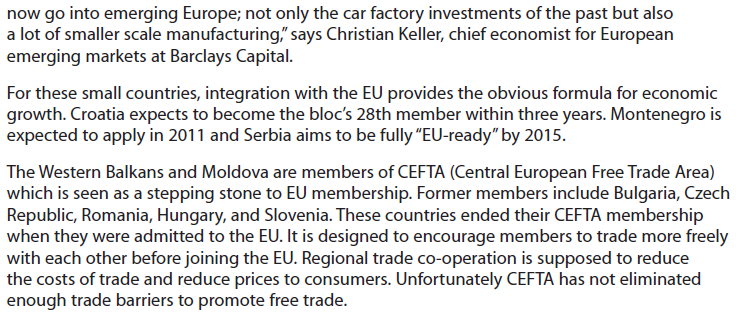 now go into emerging Europe; not only the car factory investments of the past but also
a lot of smaller scale manufacturing,” says Christian Keller, chief economist for European
emerging markets at Barclays Capital.
For these small countries, integration with the EU provides the obvious formula for economic
growth. Croatia expects to become the bloc’s 28th member within three years. Montenegro is
expected to apply in 2011 and Serbia aims to be fully “EU-ready” by 2015.
The Western Balkans and Moldova are members of CEFTA (Central European Free Trade Area)
which is seen as a stepping stone to EU membership. Former members include Bulgaria, Czech
Republic, Romania, Hungary, and Slovenia. These countries ended their CEFTA membership
when they were admitted to the EU. It is designed to encourage members to trade more freely
with each other before joining the EU. Regional trade co-operation is supposed to reduce
the costs of trade and reduce prices to consumers. Unfortunately CEFTA has not eliminated
enough trade barriers to promote free trade.